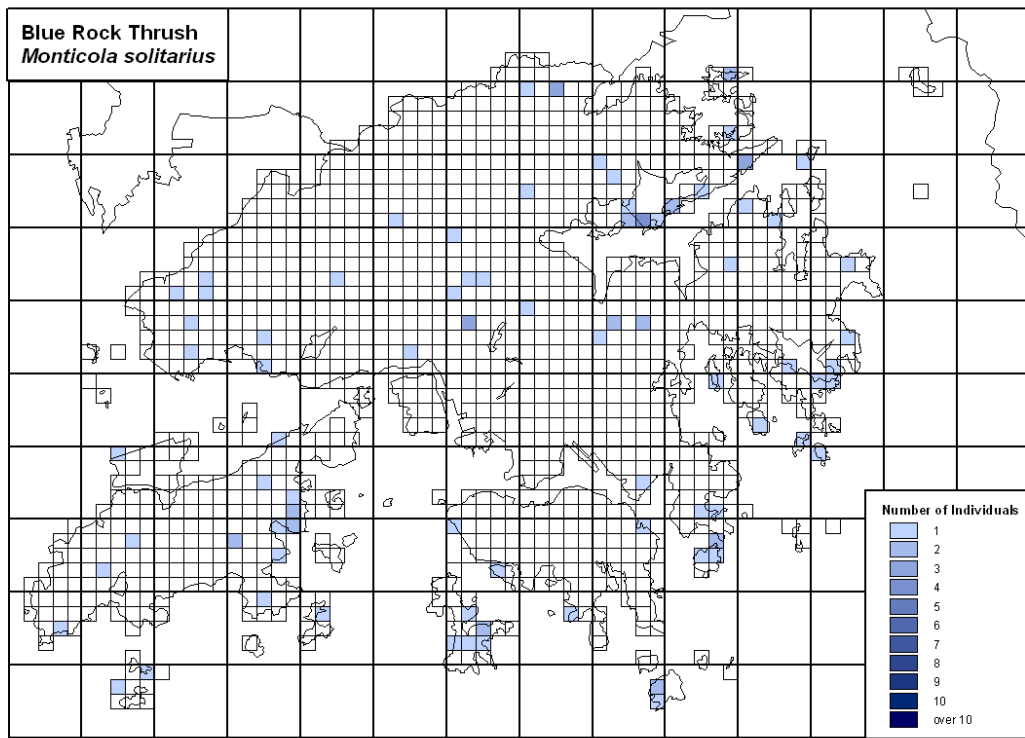 Blue Rock Thrush
Monticola solitarius
Number of Individuals
1
2
3
4
5
6
7
8
9
10
over 10